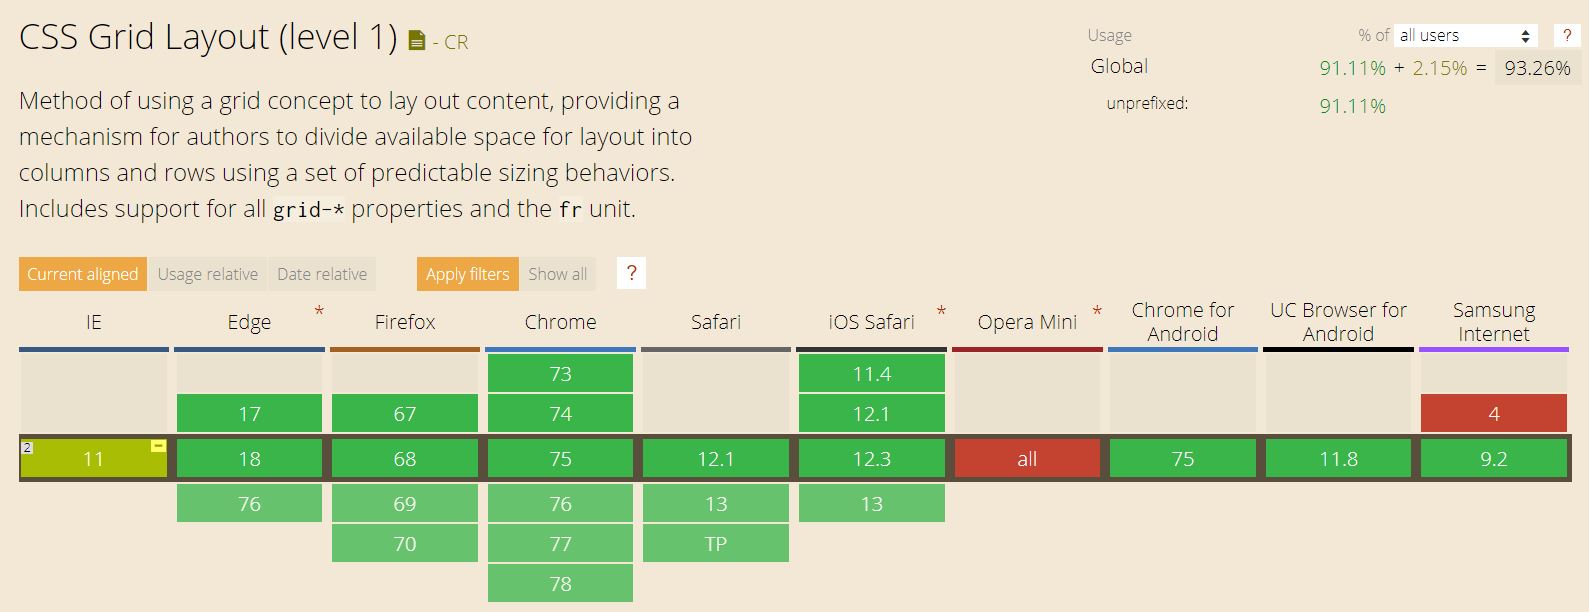 CSS Grid Layout (level 1) - CR
Usage % of all users ?
Global 91.11% + 2.15% = 93.26%
unprefixed: 91.11%
Method of using a grid concept to lay out content, providing a
mechanism for authors to divide available space for layout into
columns and rows using a set of predictable sizing behaviors.
Includes support for all grid-* properties and the fr unit.
Current aligned Usage relative Date relative Apply filters Show all ?
IE Edge * Firefox Chrome Safari iOS Safari * Opera Mini * Chrome for Android UC Browser for Android Samsung Internet
73 11.4
17 67 74 12.1 4
2 11 - 18 68 75 12.1 12.3 all 75 11.8 9.2
76 69 76 13 13
70 77 TP
78